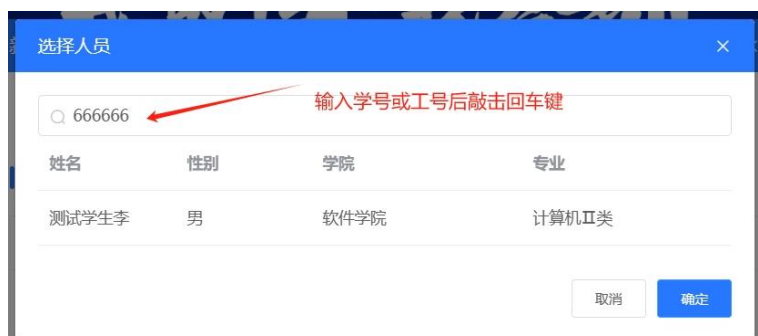 选择人员
666666
输入学号或工号后敲击回车键
姓名 性别 学院 专业
测试学生李 男 软件学院 计算机II类
取消 确定